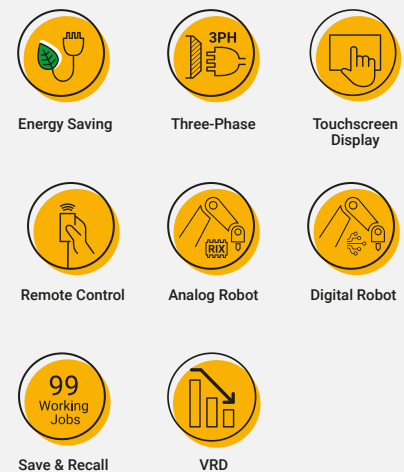 3PH
Energy Saving
Three-Phase
Touchscreen
Display
RIX
Remote Control
Analog Robot
Digital Robot
99
Working
Jobs
Save & Recall
VRD